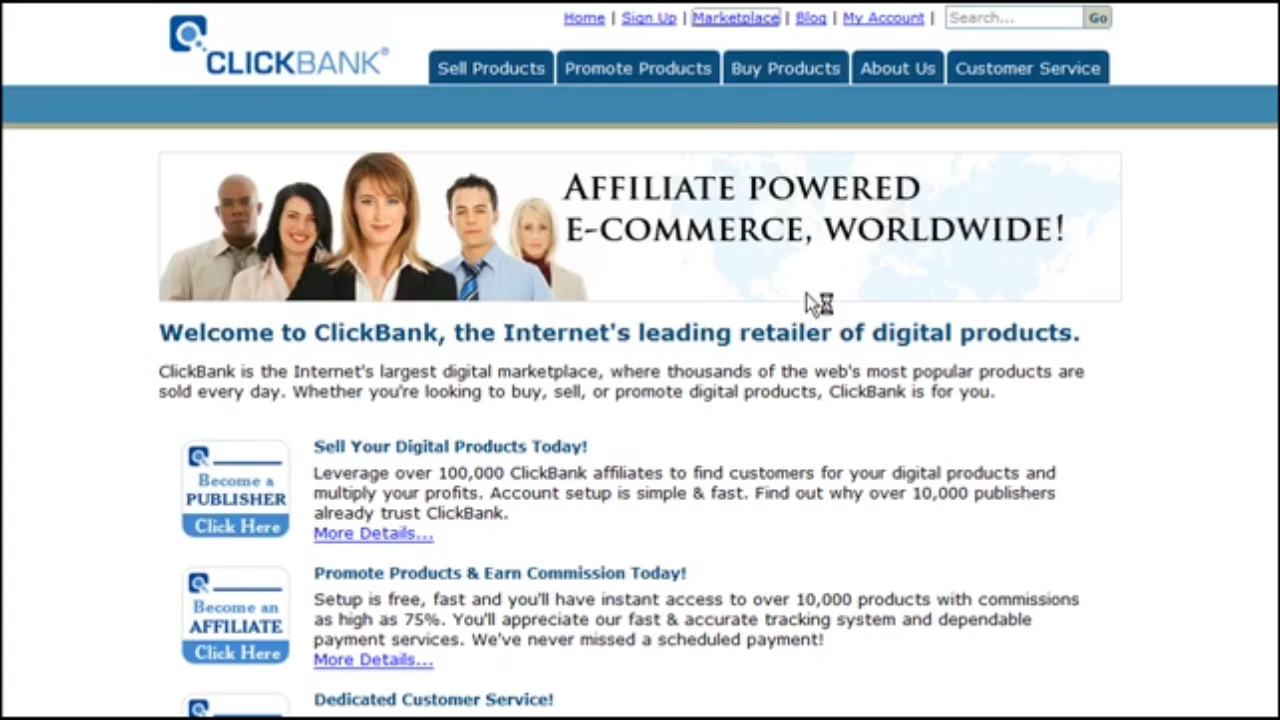 Home | Sign Up | Marketplace | Blog | My Account | Search... Go
CLICKBANK®
Sell Products Promote Products Buy Products About Us Customer Service
AFFILIATE POWERED
E-COMMERCE, WORLDWIDE!
Welcome to ClickBank, the Internet's leading retailer of digital products.
ClickBank is the Internet's largest digital marketplace, where thousands of the web's most popular products are
sold every day. Whether you're looking to buy, sell, or promote digital products, ClickBank is for you.
Become a
PUBLISHER
Click Here
Sell Your Digital Products Today!
Leverage over 100,000 ClickBank affiliates to find customers for your digital products and
multiply your profits. Account setup is simple & fast. Find out why over 10,000 publishers
already trust ClickBank.
More Details...
Become an
AFFILIATE
Click Here
Promote Products & Earn Commission Today!
Setup is free, fast and you'll have instant access to over 10,000 products with commissions
as high as 75%. You'll appreciate our fast & accurate tracking system and dependable
payment services. We've never missed a scheduled payment!
More Details...
Dedicated Customer Service!